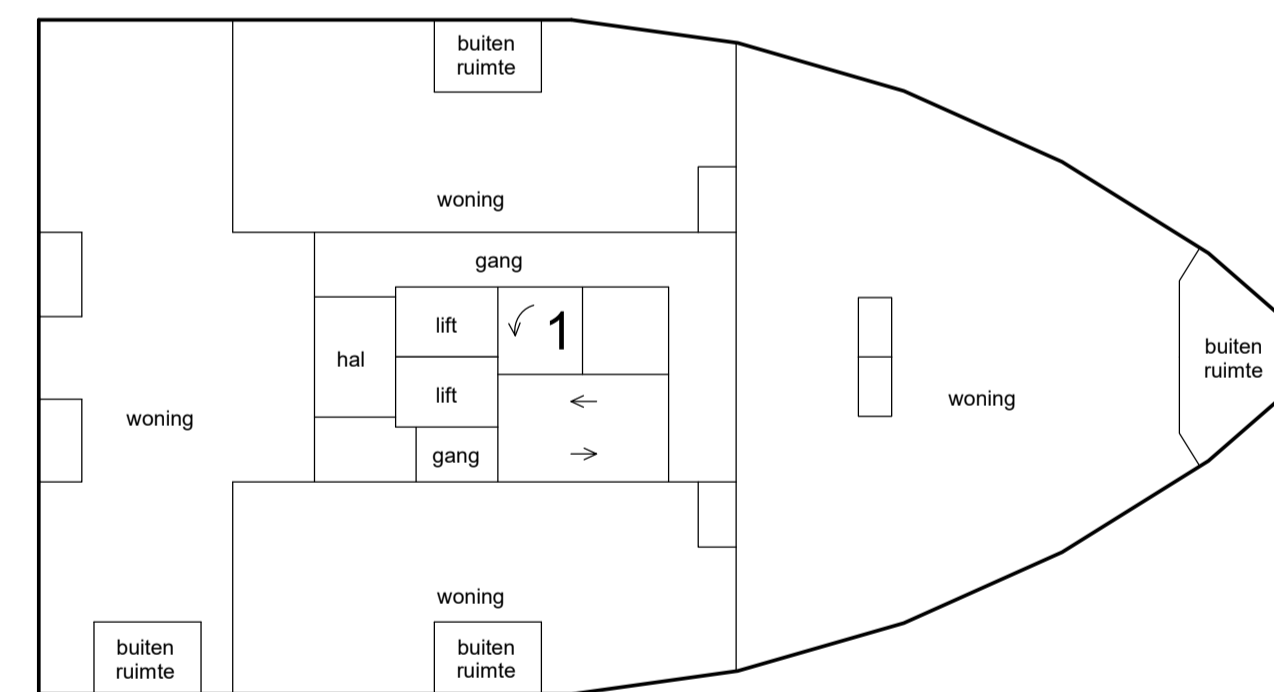 buiten
ruimte
woning
gang
lift
1
hal
lift
gang
woning
woning
buiten
ruimte
woning
buiten
ruimte
buiten
ruimte